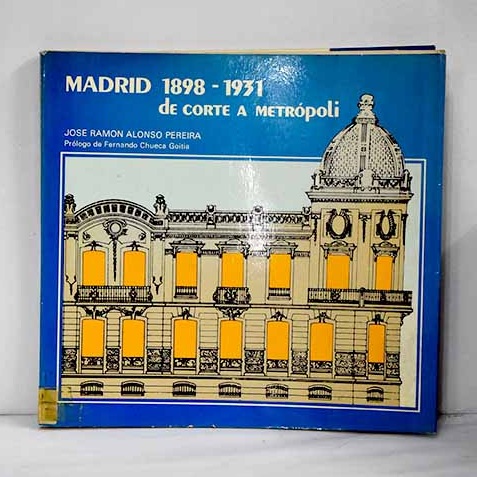 MADRID 1898 - 1931
de CORTE A METRÓPOLI
JOSE RAMON ALONSO PEREIRA
Prólogo de Fernando Chueca Goitia